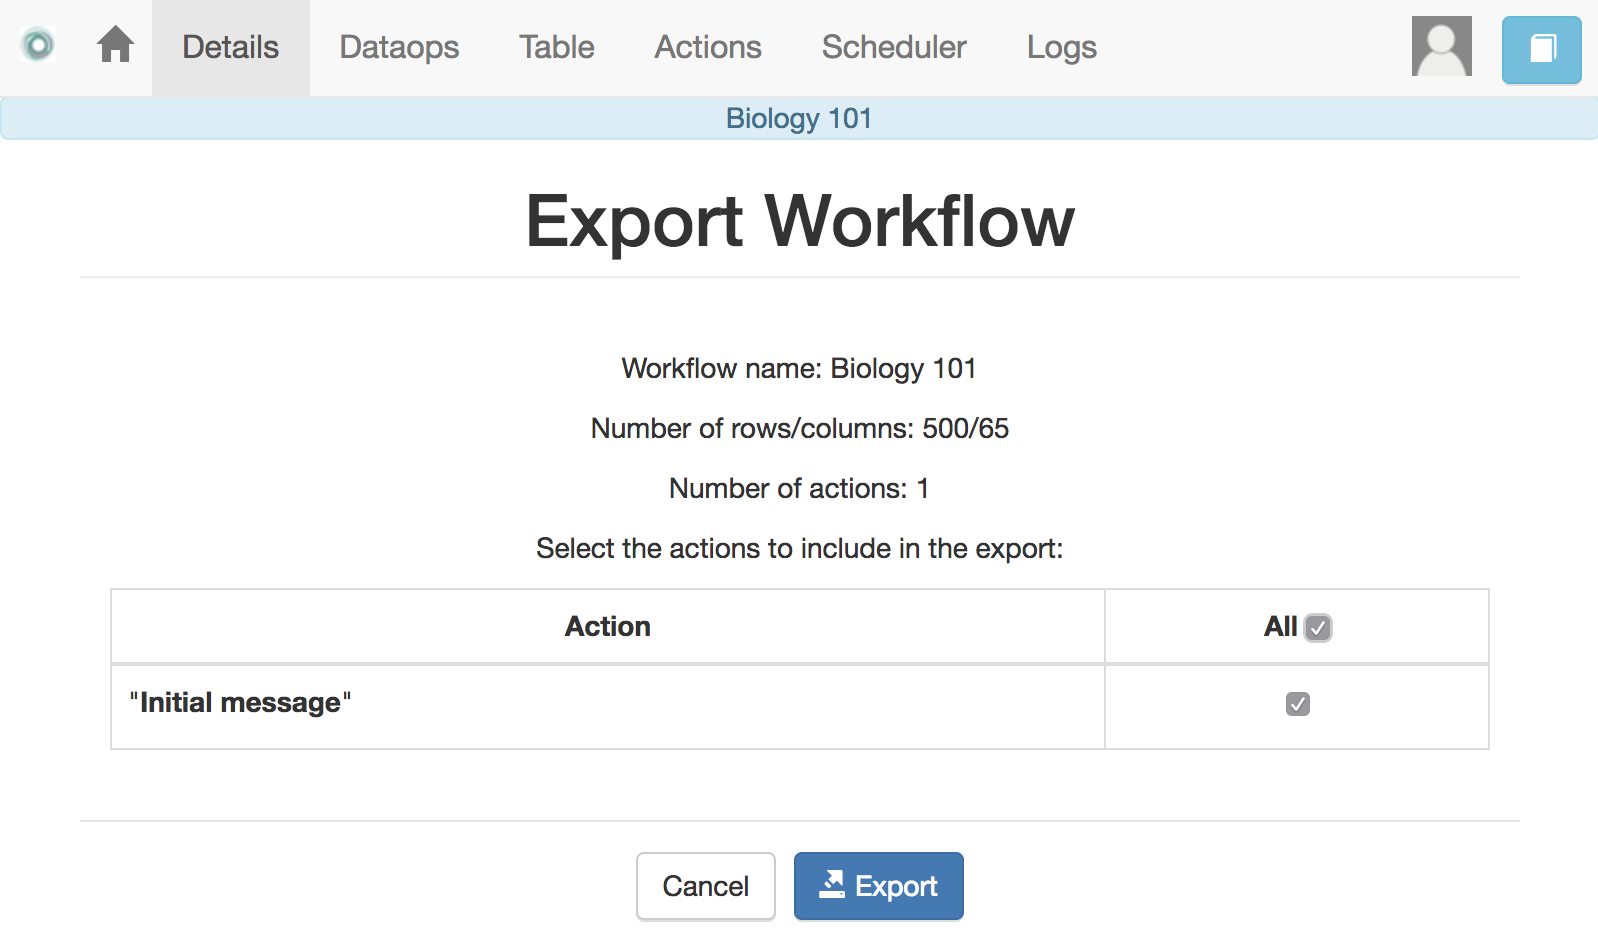 Details Dataops Table Actions Scheduler Logs
Biology 101
Export Workflow
Workflow name: Biology 101
Number of rows/columns: 500/65
Number of actions: 1
Select the actions to include in the export:
Action All
"Initial message"
Cancel Export